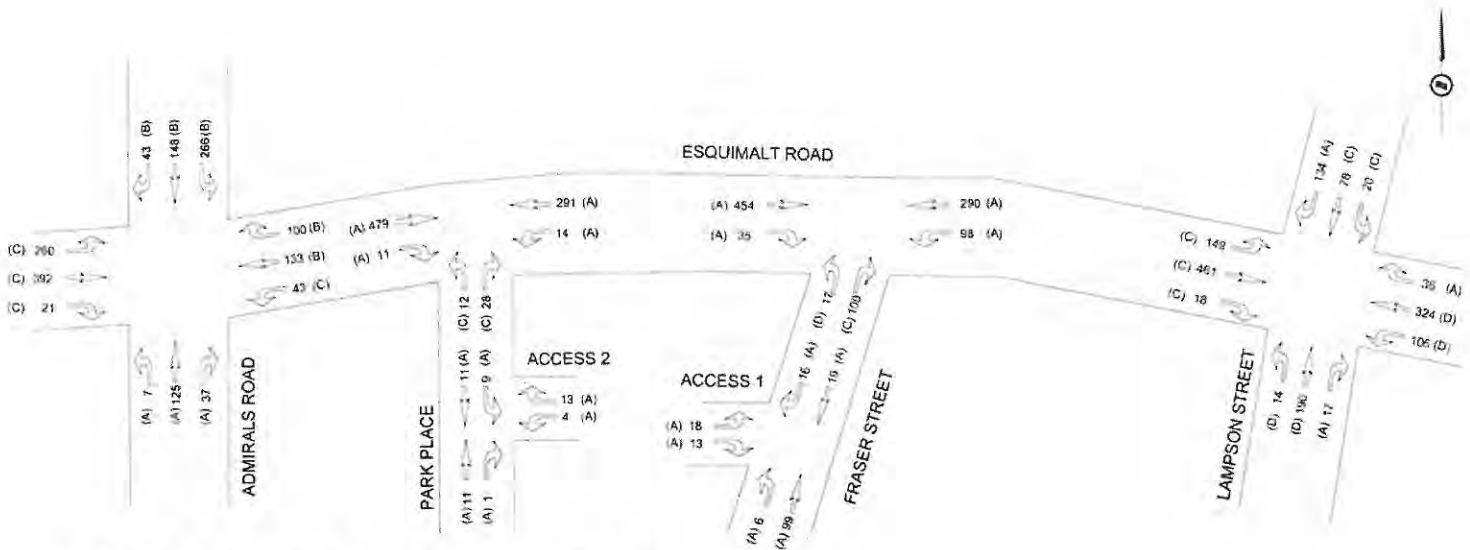 43 (B)
148 (B)
266(B)
(C) 260
(C) 392
(C) 21
100 (B)
133 (B)
43 (C)
(A) 7
(A) 125
(A) 37
ADMIRALS ROAD
ESQUIMALT ROAD
(A) 479
(A) 11
291 (A)
14 (A)
(C) 12
(C) 28
11 (A)
9 (A)
(A) 11
(A) 1
PARK PLACE
ACCESS 2
13 (A)
4 (A)
(A) 454
(A) 35
290 (A)
98 (A)
(D) 17
(C) 100
16 (A)
19 (A)
ACCESS 1
(A) 18
(A) 13
(A) 6
(A) 99
FRASER STREET
134 (A)
78 (C)
20 (C)
(C) 149
(C) 461
(C) 18
(A)
324 (D)
106 (D)
(D) 14
(D) 190
(A) 17
LAMPSON STREET